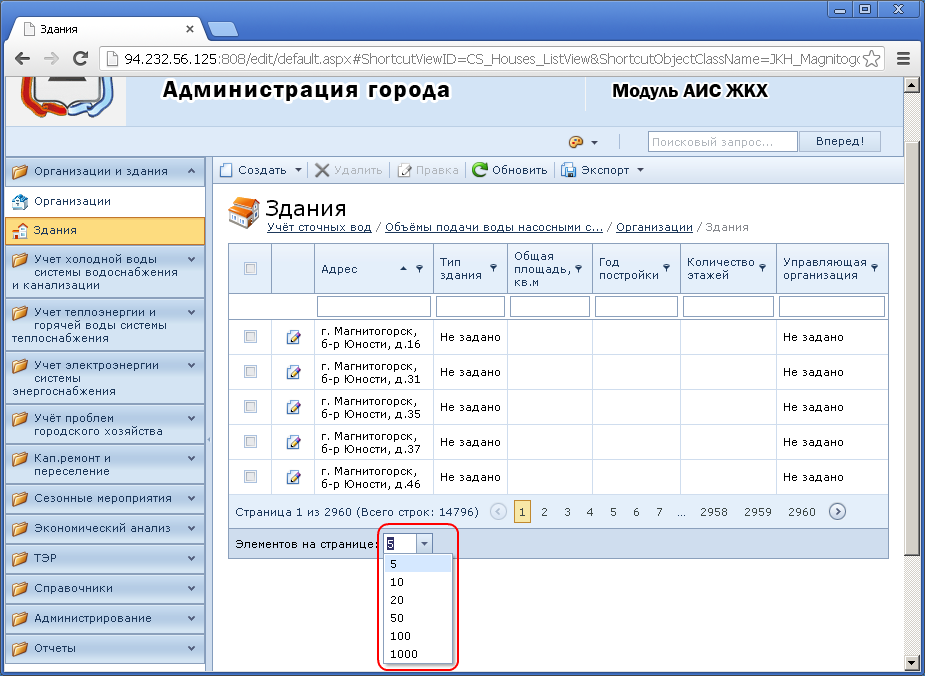 Здания
94.232.56.125:808/edit/default.aspx#ShortcutViewID=CS_Houses_ListView&ShortcutObjectClassName=JKH_Magnitogo
Администрация города
Модуль АИС ЖКХ
Поисковый запрос...
Вперед!
Организации и здания
Организации
Здания
Учет холодной воды
системы водоснабжения
и канализации
Учет теплоэнергии и
горячей воды системы
теплоснабжения
Учет электроэнергии
системы
энергоснабжения
Учёт проблем
городского хозяйства
Кап.ремонт и
переселение
Сезонные мероприятия
Экономический анализ
ТЭР
Справочники
Администрирование
Отчеты
Создать
Удалить
Правка
Обновить
Экспорт
Здания
Учёт сточных вод / Объёмы подачи воды насосными с... / Организации / Здания
Адрес
Тип
здания
Общая
площадь,
кв.м
Год
постройки
Количество
этажей
Управляющая
организация
г. Магнитогорск,
б-р Юности, д.16
Не задано
Не задано
г. Магнитогорск,
б-р Юности, д.31
Не задано
Не задано
г. Магнитогорск,
б-р Юности, д.35
Не задано
Не задано
г. Магнитогорск,
б-р Юности, д.37
Не задано
Не задано
г. Магнитогорск,
б-р Юности, д.46
Не задано
Не задано
Страница 1 из 2960 (Всего строк: 14796) 1 2 3 4 5 6 7 ... 2958 2959 2960
Элементов на странице: 5
5
10
20
50
100
1000